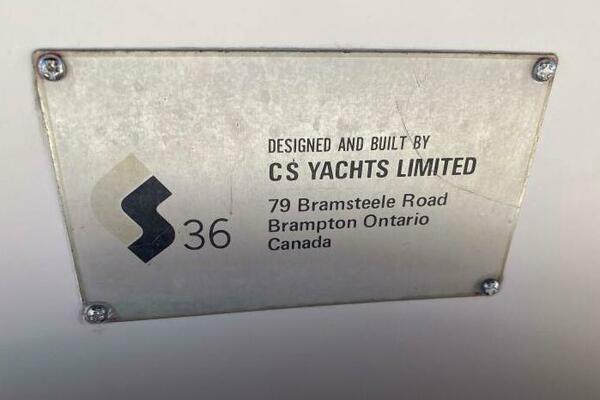 36
DESIGNED AND BUILT BY
CS YACHTS LIMITED
79 Bramsteele Road
Brampton Ontario
Canada